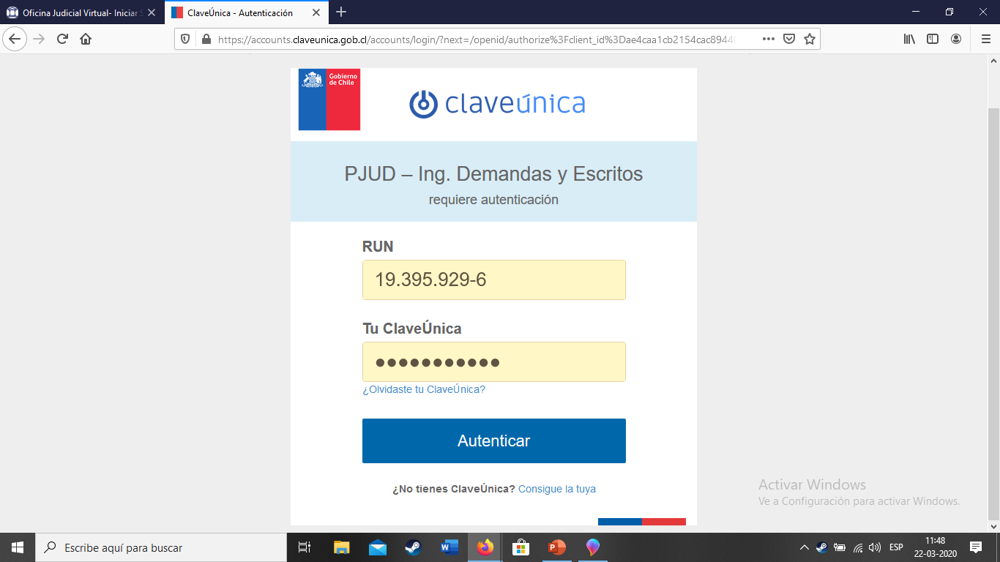 Oficina Judicial Virtual- Iniciar
ClaveÚnica - Autenticación
https://accounts.claveunica.gob.cl/accounts/login/?next=/openid/authorize%3Fclient_id%3Dae4caa1cb2154cac89440
Gobierno
de Chile
claveúnica
PJUD – Ing. Demandas y Escritos
requiere autenticación
RUN
19.395.929-6
Tu ClaveÚnica
●●●●●●●●●●●
¿Olvidaste tu ClaveÚnica?
Autenticar
¿No tienes ClaveÚnica? Consigue la tuya
Activar Windows
Ve a Configuración para activar Windows.
Escribe aquí para buscar
ESP
11:48
22-03-2020